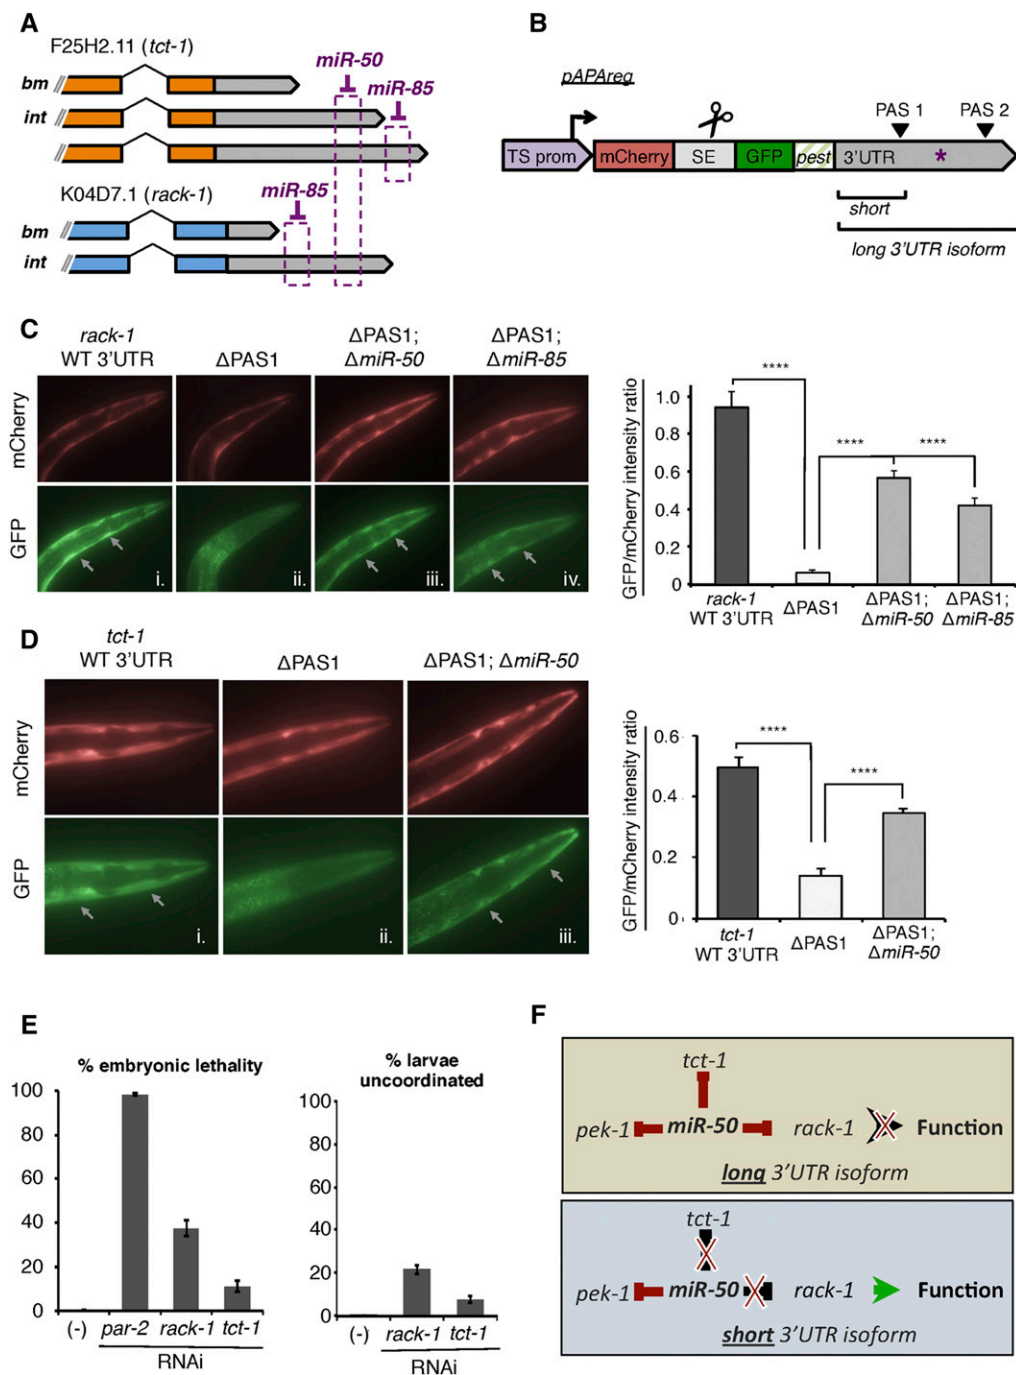 A
F25H2.11 (tct-1)
miR-50
miR-85
bm
int
K04D7.1 (rack-1)
miR-85
bm
int
B
pAPAreg
PAS 1
PAS 2
TS prom
mCherry
SE
GFP
pest
3'UTR
*
short
long 3'UTR isoform
C
rack-1
WT 3'UTR
ΔPAS1
ΔPAS1;
ΔmiR-50
ΔPAS1;
ΔmiR-85
mCherry
GFP
i.
ii.
iii.
iv.
GFP/mCherry intensity ratio
1.0
0.8
0.6
0.4
0.2
0
****
****
****
rack-1
WT 3'UTR
ΔPAS1
ΔPAS1;
ΔmiR-50
ΔPAS1;
ΔmiR-85
D
tct-1
WT 3'UTR
ΔPAS1
ΔPAS1; ΔmiR-50
mCherry
GFP
i.
ii.
iii.
GFP/mCherry intensity ratio
0.6
0.4
0.2
0
****
****
tct-1
WT 3'UTR
ΔPAS1
ΔPAS1;
ΔmiR-50
E
% embryonic lethality
100
80
60
40
20
0
(-)
par-2
rack-1
tct-1
RNAi
% larvae
uncoordinated
100
80
60
40
20
0
(-)
rack-1
tct-1
RNAi
F
tct-1
pek-1
miR-50
rack-1
Function
long 3'UTR isoform
tct-1
pek-1
miR-50
rack-1
Function
short 3'UTR isoform